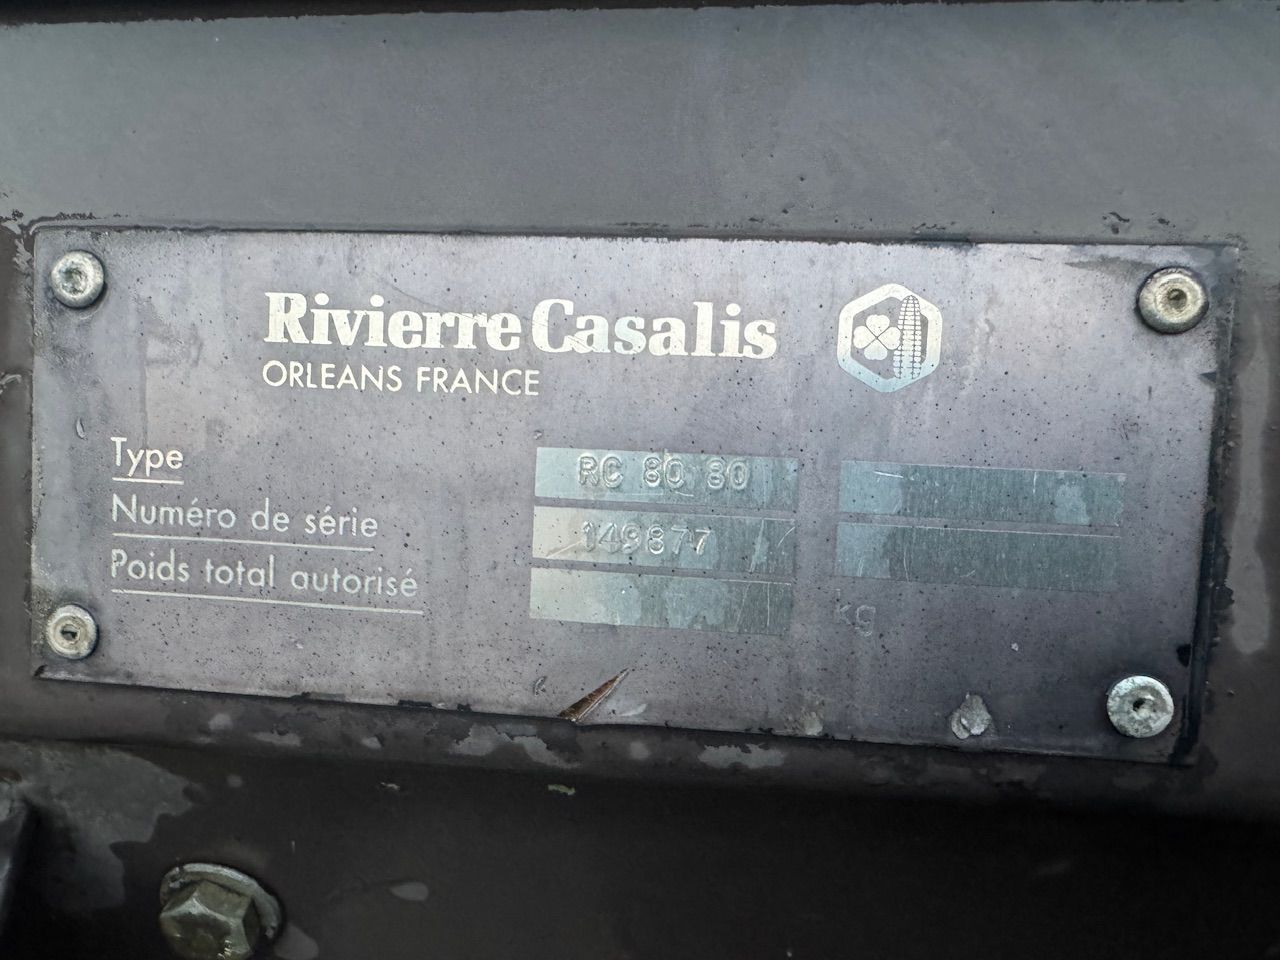 Rivierre Casalis
ORLEANS FRANCE
Type RC 80 80
Numéro de série 149877
Poids total autorisé kg